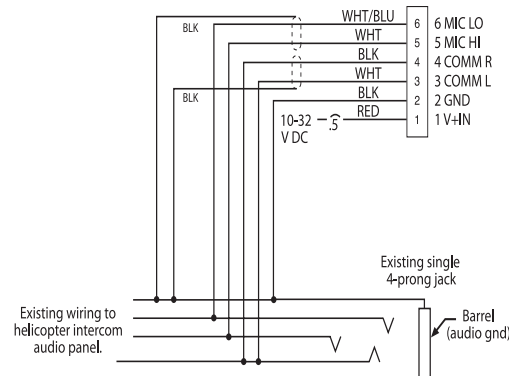 WHT/BLU 6 6 MIC LO
BLK
WHT 5 5 MIC HI
BLK 4 4 COMM R
WHT 3 3 COMM L
BLK
BLK 2 2 GND
RED 1 1 V+IN
10-32
V DC
.5
Existing single
4-prong jack
Existing wiring to
helicopter intercom
audio panel.
Barrel
(audio gnd)